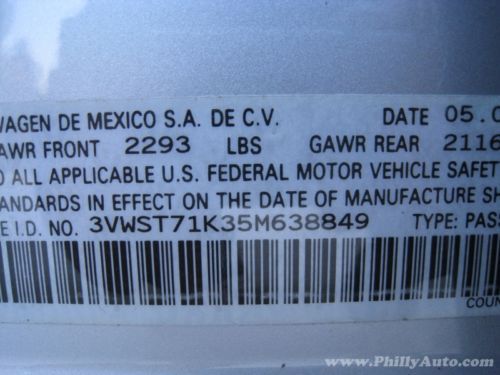 WAGEN DE MEXICO S.A. DE C.V. DATE 05.0
AWR FRONT 2293 LBS GAWR REAR 2116
O ALL APPLICABLE U.S. FEDERAL MOTOR VEHICLE SAFET
TANDARDS IN EFFECT ON THE DATE OF MANUFACTURE SH
E I.D. NO. 3VWST71K35M638849 TYPE: PAS
COUN
www.PhillyAuto.com